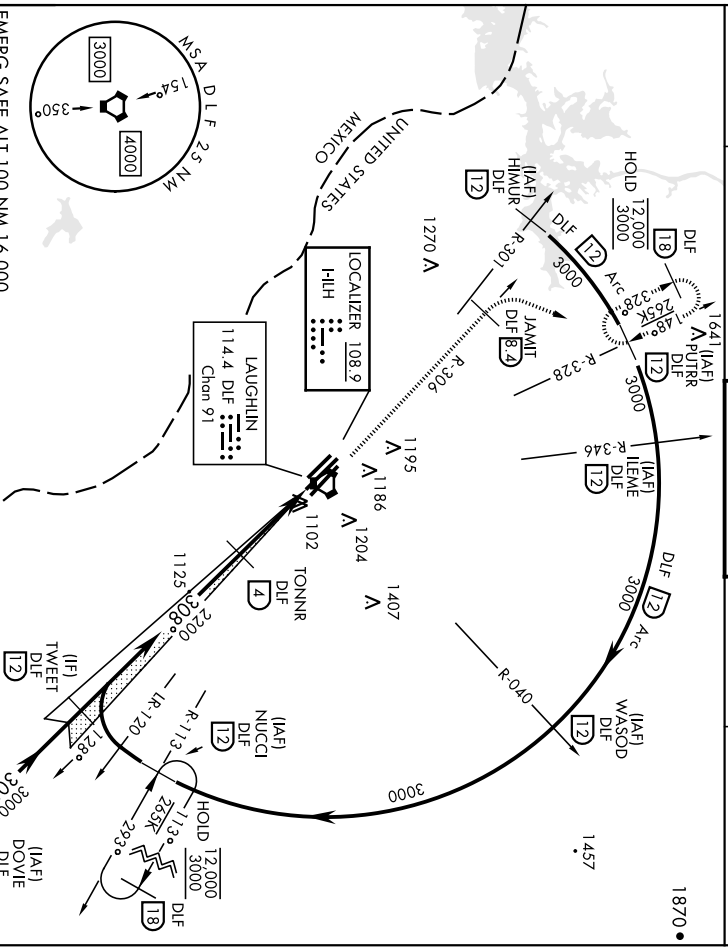 EMERG SAFE ALT 100 NM 16,000
MSA DLF 25 NM
3000
4000
154°
350°
UNITED STATES
MEXICO
(IAF)
HIMUR
DLF
12
HOLD
12,000
3000
DLF
18
DLF 12 Arc
3000
328°
265K
148°
1641
(IAF)
PUTRR
DLF
12
R-301
1270
JAMIT
DLF 8.4
R-306
R-328
3000
R-346
(IAF)
ILEME
DLF
12
LOCALIZER 108.9
I-ILH
LAUGHLIN
114.4 DLF
Chan 91
1195
1186
1204
1102
1407
DLF 12 Arc
3000
R-040
(IAF)
WASOD
DLF
12
3000
1457
1870
TONNR
DLF
4
1125
308°
2200
(IF)
TWEET
DLF
12
128°
LR-120
R-113
(IAF)
NUCCI
DLF
12
HOLD
12,000
3000
113°
265K
293°
DLF
18
3000
30
(IAF)
DOVIE
DLF